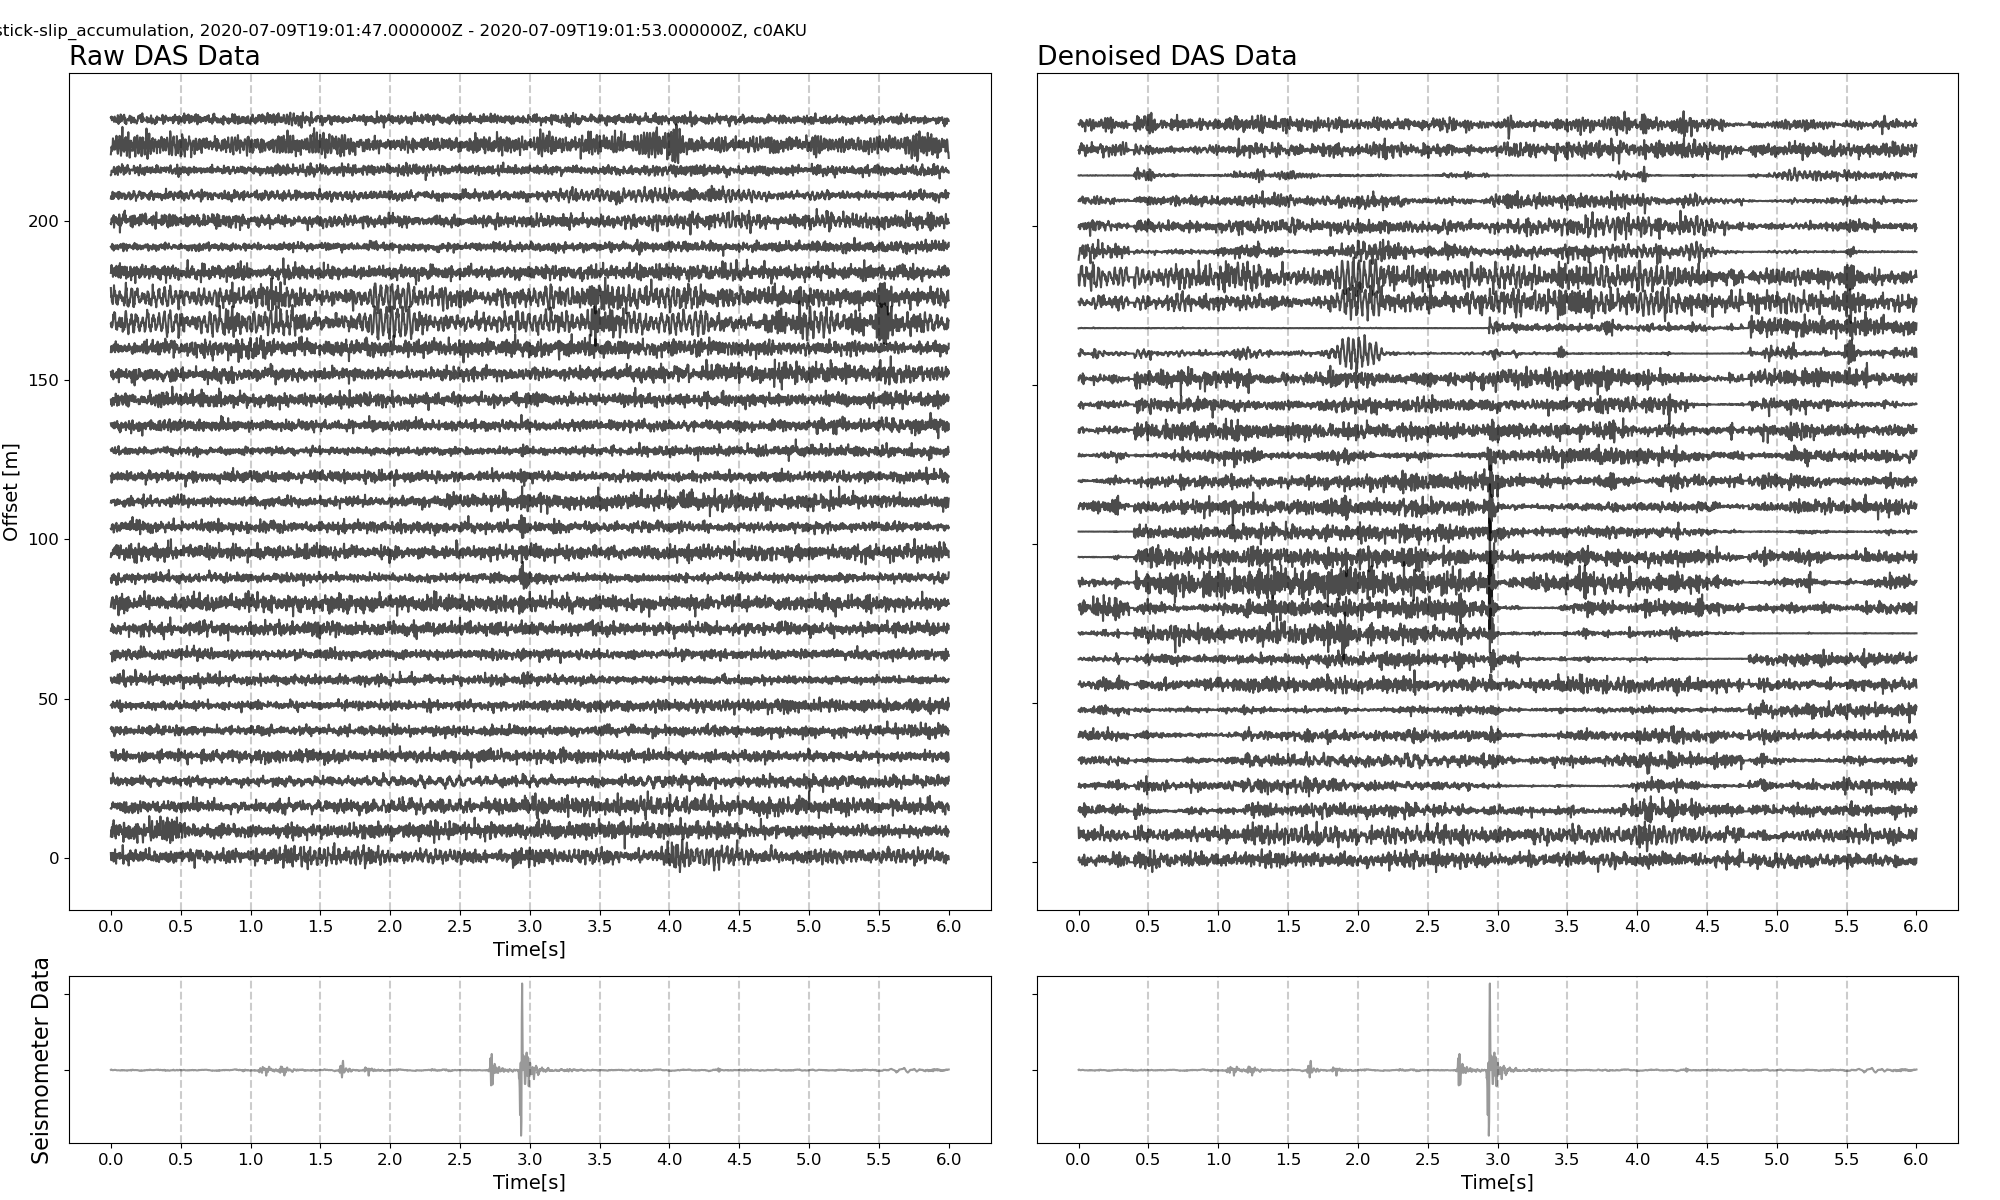 stick-slip_accumulation, 2020-07-09T19:01:47.000000Z - 2020-07-09T19:01:53.000000Z, c0AKU
Raw DAS Data
Denoised DAS Data
Offset [m]
200
150
100
50
0
0.0 0.5 1.0 1.5 2.0 2.5 3.0 3.5 4.0 4.5 5.0 5.5 6.0
Time[s]
0.0 0.5 1.0 1.5 2.0 2.5 3.0 3.5 4.0 4.5 5.0 5.5 6.0
Seismometer Data
0.0 0.5 1.0 1.5 2.0 2.5 3.0 3.5 4.0 4.5 5.0 5.5 6.0
Time[s]
0.0 0.5 1.0 1.5 2.0 2.5 3.0 3.5 4.0 4.5 5.0 5.5 6.0
Time[s]